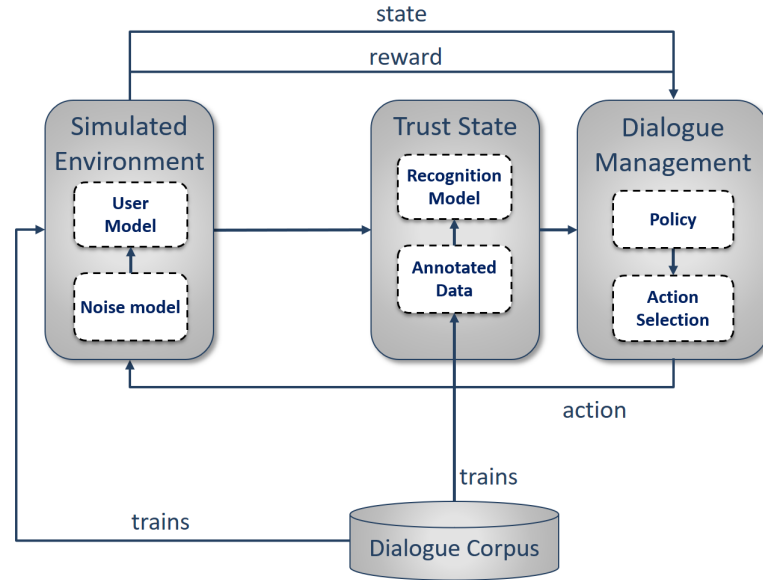 state
reward
Simulated
Environment
User
Model
Noise model
Trust State
Recognition
Model
Annotated
Data
Dialogue
Management
Policy
Action
Selection
action
trains
trains
Dialogue Corpus